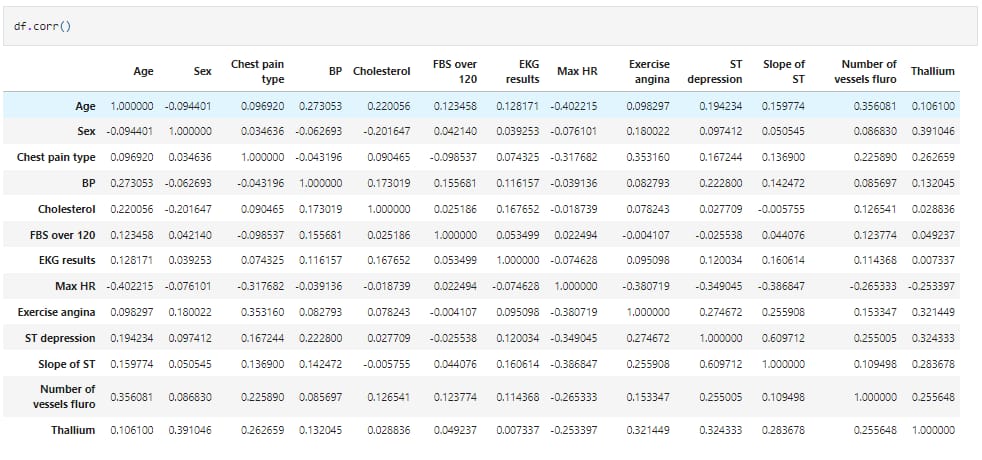 df.corr()
Age Sex Chest pain type BP Cholesterol FBS over 120 EKG results Max HR Exercise angina ST depression Slope of ST Number of vessels fluro Thallium
Age 1.000000 -0.094401 0.096920 0.273053 0.220056 0.123458 0.128171 -0.402215 0.098297 0.194234 0.159774 0.356081 0.106100
Sex -0.094401 1.000000 0.034636 -0.062693 -0.201647 0.042140 0.039253 -0.076101 0.180022 0.097412 0.050545 0.086830 0.391046
Chest pain type 0.096920 0.034636 1.000000 -0.043196 0.090465 -0.098537 0.074325 -0.317682 0.353160 0.167244 0.136900 0.225890 0.262659
BP 0.273053 -0.062693 -0.043196 1.000000 0.173019 0.155681 0.116157 -0.039136 0.082793 0.222800 0.142472 0.085697 0.132045
Cholesterol 0.220056 -0.201647 0.090465 0.173019 1.000000 0.025186 0.167652 -0.018739 0.078243 0.027709 -0.005755 0.126541 0.028836
FBS over 120 0.123458 0.042140 -0.098537 0.155681 0.025186 1.000000 0.053499 0.022494 -0.004107 -0.025538 0.044076 0.123774 0.049237
EKG results 0.128171 0.039253 0.074325 0.116157 0.167652 0.053499 1.000000 -0.074628 0.095098 0.120034 0.160614 0.114368 0.007337
Max HR -0.402215 -0.076101 -0.317682 -0.039136 -0.018739 0.022494 -0.074628 1.000000 -0.380719 -0.349045 -0.386847 -0.265333 -0.253397
Exercise angina 0.098297 0.180022 0.353160 0.082793 0.078243 -0.004107 0.095098 -0.380719 1.000000 0.274672 0.255908 0.153347 0.321449
ST depression 0.194234 0.097412 0.167244 0.222800 0.027709 -0.025538 0.120034 -0.349045 0.274672 1.000000 0.609712 0.255005 0.324333
Slope of ST 0.159774 0.050545 0.136900 0.142472 -0.005755 0.044076 0.160614 -0.386847 0.255908 0.609712 1.000000 0.109498 0.283678
Number of vessels fluro 0.356081 0.086830 0.225890 0.085697 0.126541 0.123774 0.114368 -0.265333 0.153347 0.255005 0.109498 1.000000 0.255648
Thallium 0.106100 0.391046 0.262659 0.132045 0.028836 0.049237 0.007337 -0.253397 0.321449 0.324333 0.283678 0.255648 1.000000